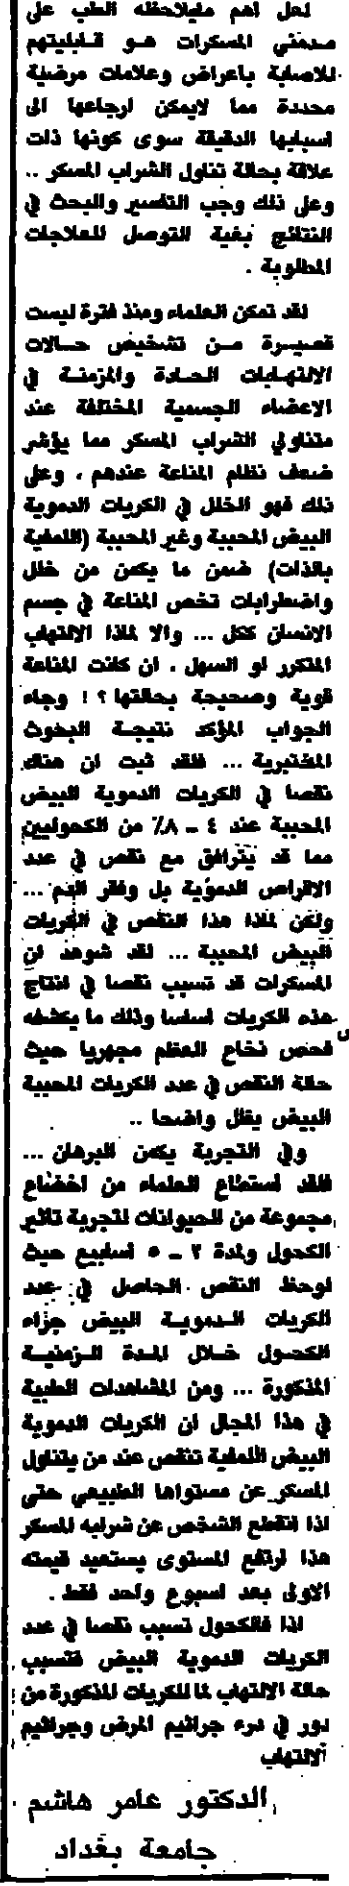 لعل اهم مايلاحظه الطب على
مدمني المسكرات هو قابليتهم
للاصابة باعراض وعلامات مرضية
محددة مما لايمكن ارجاعها الى
اسبابها الدقيقة سوى كونها ذات
علاقة بحالة تناول الشراب المسكر ..
وعلى ذلك وجب التفسير والبحث في
النتائج بغية التوصل للعلاجات
المطلوبة .
لقد تمكن العلماء ومنذ فترة ليست
قصيرة من تشخيص حالات
الالتهابات الحادة والمزمنة في
الاعضاء الجسمية المختلفة عند
متناولي الشراب المسكر مما يؤشر
ضعف نظام المناعة عندهم ، وعلى
ذلك فهو الخلل في الكريات الدموية
البيض المحببة وغير المحببة (اللمفية
بالذات) ضمن ما يكمن من خلل
واضطرابات تخص المناعة في جسم
الانسان ككل ... والا لماذا الالتهاب
المتكرر لو السهل ، ان كانت المناعة
قوية وصحيحة بحالتها ؟ ! وجاء
الجواب المؤكد نتيجة البحوث
المختبرية ... فلقد ثبت ان هناك
نقصا في الكريات الدموية البيض
المحببة عند ٤ - ٨٪ من الكحوليين
مما قد يترافق مع نقص في عدد
الاقراص الدموية بل وفقر الدم ...
ولكن لماذا هذا النقص في الكريات
البيض المحببة ... لقد شوهد ان
المسكرات قد تسبب نقصا في انتاج
هذه الكريات اساسا وذلك ما يكشفه
فحص نخاع العظم مجهريا حيث
حالة النقص في عدد الكريات المحببة
البيض يظل واضحا ..
وفي التجربة يكمن البرهان ...
فلقد استطاع العلماء من اخضاع
مجموعة من الحيوانات لتجربة تاثير
الكحول ولمدة ٢ - ٥ اسابيع حيث
لوحظ النقص الحاصل في عدد
الكريات الدموية البيض جزاء
الكحول خلال المدة الزمنية
المذكورة ... ومن المشاهدات الطبية
في هذا المجال ان الكريات الدموية
البيض اللمفية تنقص عند من يتناول
المسكر عن مستواها الطبيعي حتى
اذا انقطع الشخص عن شرابه المسكر
هذا ارتفع المستوى يستعيد قيمته
الاولى بعد اسبوع واحد فقط .
اذا فالكحول تسبب نقصا في عدد
الكريات الدموية البيض فتسبب
حالة الالتهاب لما للكريات المذكورة من
دور في درء جراثيم المرض وجراثيم
الالتهاب
الدكتور عامر هاشم
جامعة بغداد